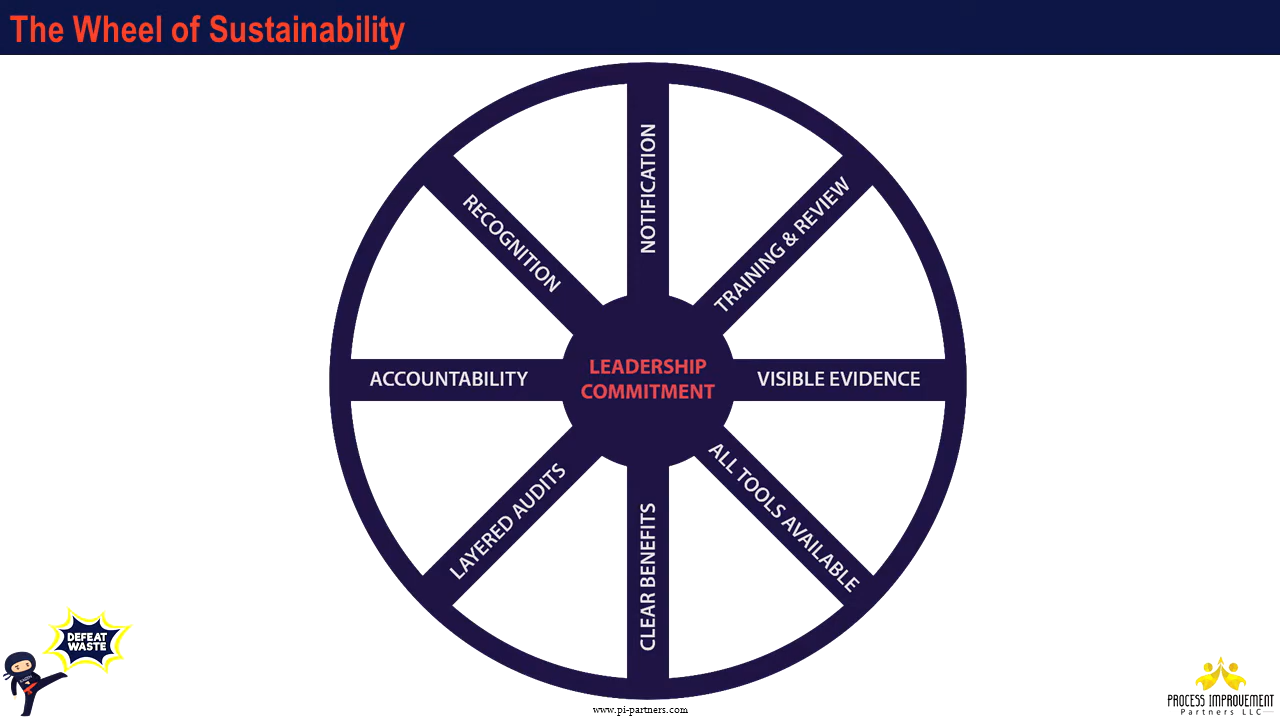 The Wheel of Sustainability
NOTIFICATION
TRAINING & REVIEW
VISIBLE EVIDENCE
ALL TOOLS AVAILABLE
CLEAR BENEFITS
LAYERED AUDITS
ACCOUNTABILITY
RECOGNITION
LEADERSHIP
COMMITMENT
DEFEAT
WASTE
www.pi-partners.com
PROCESS IMPROVEMENT
Partners LLC